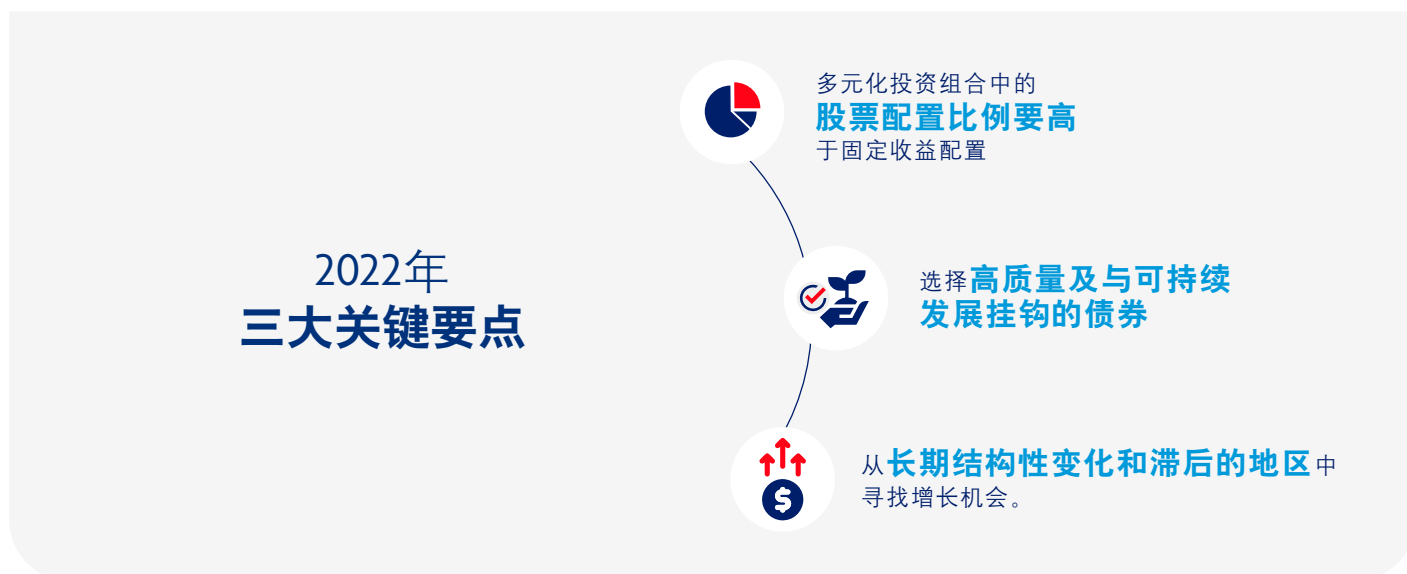 2022年
三大关键要点
多元化投资组合中的
股票配置比例要高
于固定收益配置
选择高质量及与可持续
发展挂钩的债券
从长期结构性变化和滞后的地区中
寻找增长机会。